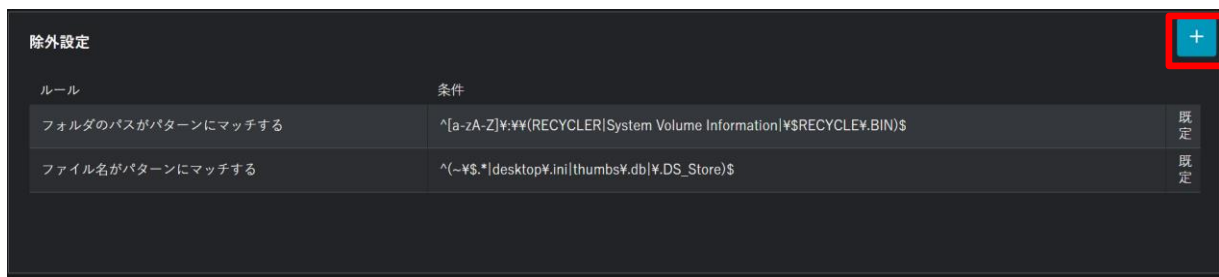 除外設定
+
ルール 条件
フォルダのパスがパターンにマッチする ^[a-zA-Z]¥:¥¥(RECYCLER|System Volume Information|¥$RECYCLE¥.BIN)$ 既定
ファイル名がパターンにマッチする ^(~¥$.*|desktop¥.ini|thumbs¥.db|¥.DS_Store)$ 既定